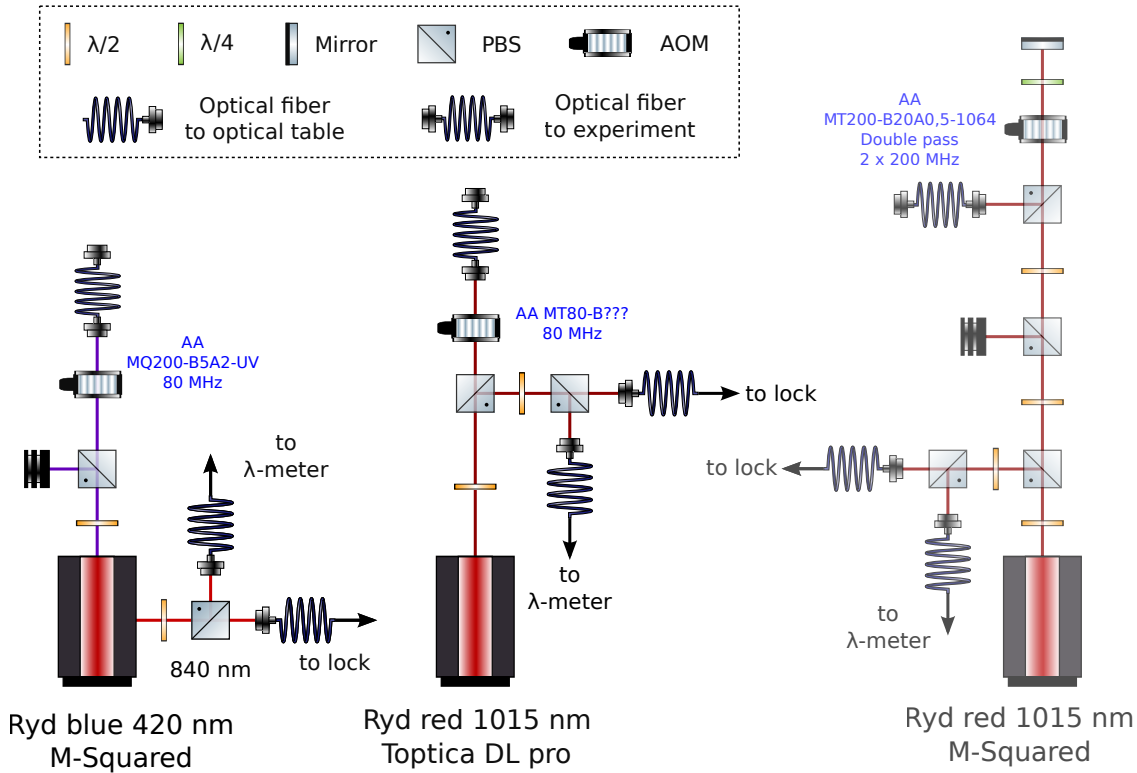 λ/2
λ/4
Mirror
PBS
AOM
Optical fiber
to optical table
Optical fiber
to experiment
AA
MT200-B20A0,5-1064
Double pass
2 x 200 MHz
AA
MQ200-B5A2-UV
80 MHz
AA MT80-B???
80 MHz
to lock
to
λ-meter
to lock
to
λ-meter
to
λ-meter
840 nm
to lock
Ryd blue 420 nm
M-Squared
Ryd red 1015 nm
Toptica DL pro
Ryd red 1015 nm
M-Squared